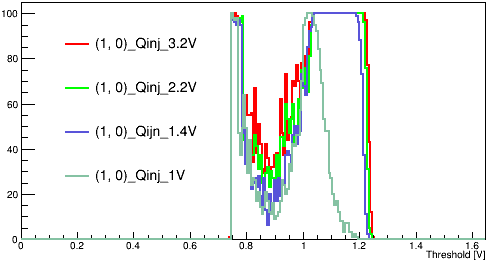 100
(1, 0)_Qinj_3.2V
80
(1, 0)_Qinj_2.2V
60
(1, 0)_Qijn_1.4V
40
(1, 0)_Qinj_1V
20
0
0 0.2 0.4 0.6 0.8 1 1.2 1.4 1.6
Threshold [V]